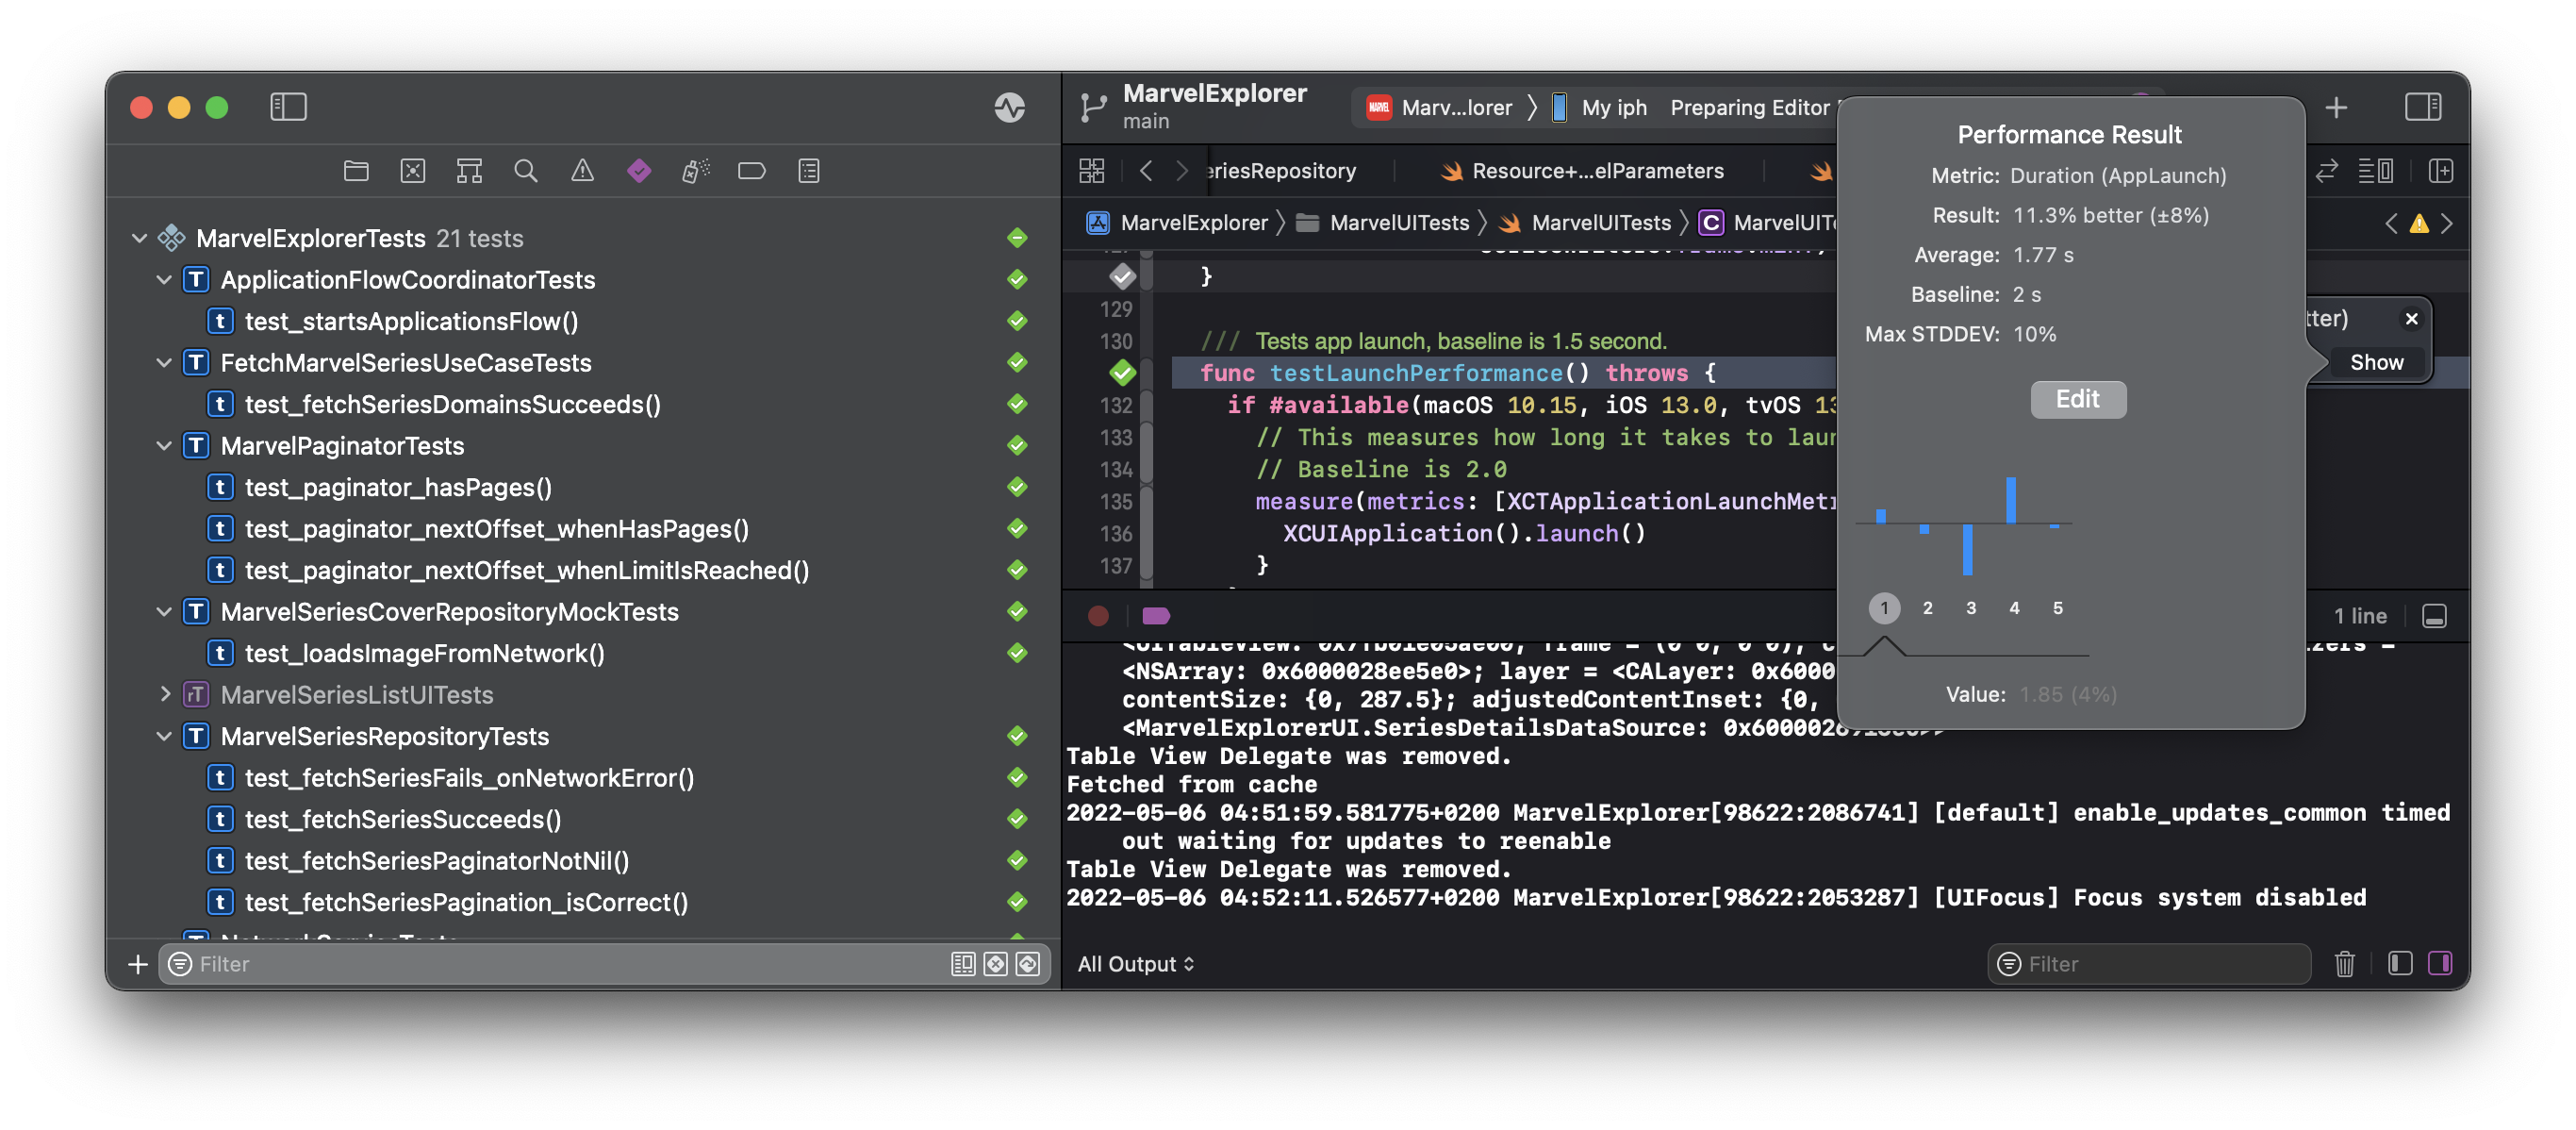 MarvelExplorerTests 21 tests
ApplicationFlowCoordinatorTests
test_startsApplicationsFlow()
FetchMarvelSeriesUseCaseTests
test_fetchSeriesDomainsSucceeds()
MarvelPaginatorTests
test_paginator_hasPages()
test_paginator_nextOffset_whenHasPages()
test_paginator_nextOffset_whenLimitIsReached()
MarvelSeriesCoverRepositoryMockTests
test_loadsImageFromNetwork()
MarvelSeriesListUITests
MarvelSeriesRepositoryTests
test_fetchSeriesFails_onNetworkError()
test_fetchSeriesSucceeds()
test_fetchSeriesPaginatorNotNil()
test_fetchSeriesPagination_isCorrect()
Filter
MarvelExplorer
main
MARVEL Marv...lorer My iph Preparing Editor
eriesRepository Resource+...elParameters
MarvelExplorer MarvelUITests MarvelUITests C MarvelUITe
}
129
130 /// Tests app launch, baseline is 1.5 second.
func testLaunchPerformance() throws {
132 if #available(macOS 10.15, iOS 13.0, tvOS 13
133 // This measures how long it takes to laun
134 // Baseline is 2.0
135 measure(metrics: [XCTApplicationLaunchMetr
136 XCUIApplication().launch()
137 }
tter)
Show
Performance Result
Metric: Duration (AppLaunch)
Result: 11.3% better (±8%)
Average: 1.77 s
Baseline: 2 s
Max STDDEV: 10%
Edit
1 2 3 4 5
Value: 1.85 (4%)
1 line
<NSArray: 0x6000028ee5e0>; layer = <CALayer: 0x6000
contentSize: {0, 287.5}; adjustedContentInset: {0,
<MarvelExplorerUI.SeriesDetailsDataSource:
Table View Delegate was removed.
Fetched from cache
2022-05-06 04:51:59.581775+0200 MarvelExplorer[98622:2086741] [default] enable_updates_common timed
out waiting for updates to reenable
Table View Delegate was removed.
2022-05-06 04:52:11.526577+0200 MarvelExplorer[98622:2053287] [UIFocus] Focus system disabled
All Output
Filter